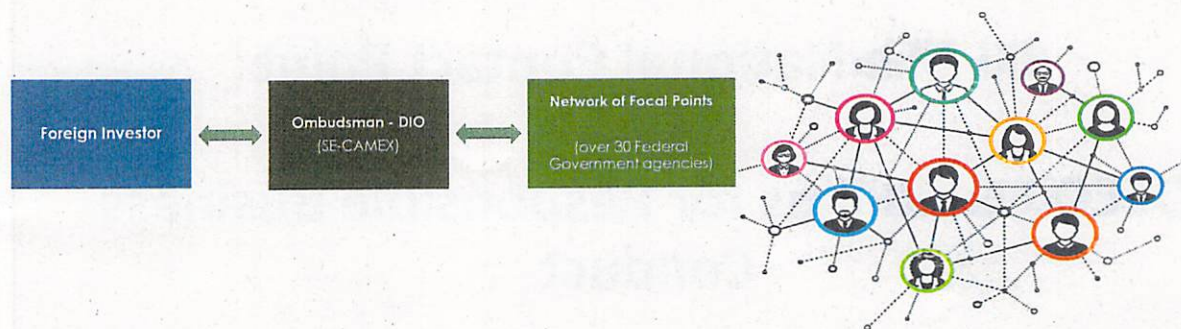 Foreign Investor
Ombudsman - DIO
(SE-CAMEX)
Network of Focal Points
(over 30 Federal
Government agencies)